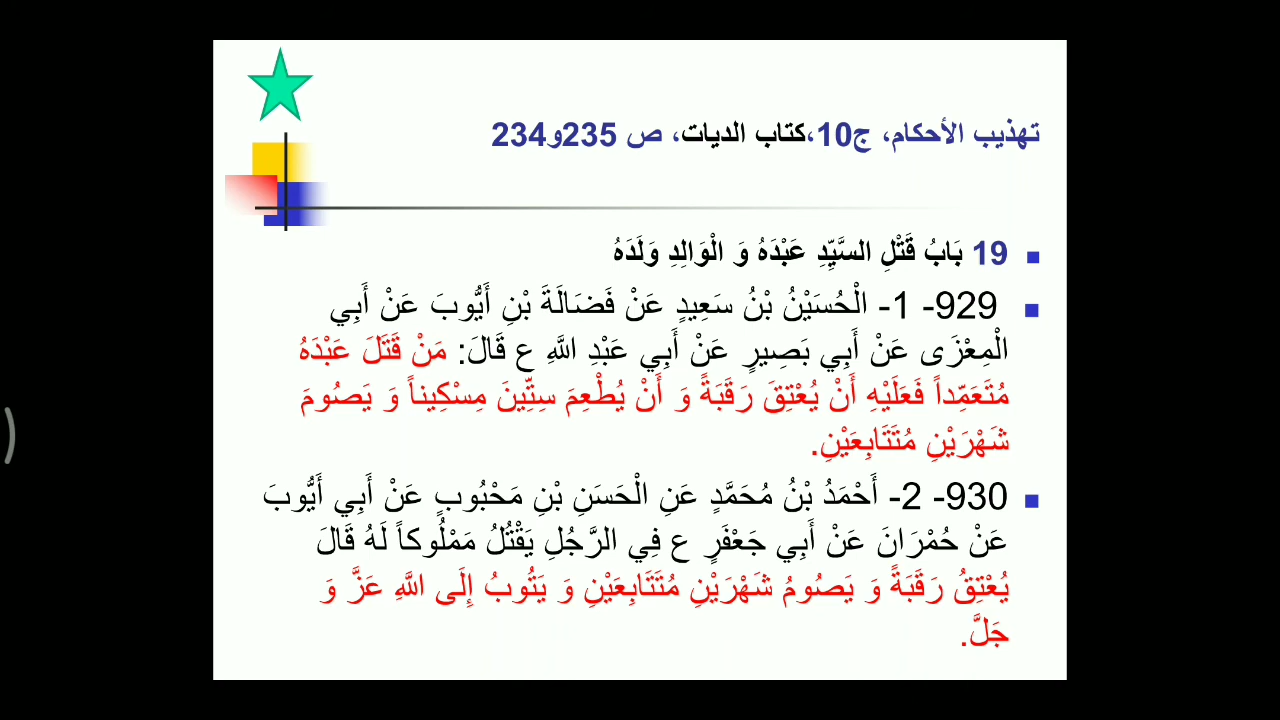 تهذيب الأحكام، ج10،كتاب الديات، ص 235و234
19 بَابُ قَتْلِ السَّيِّدِ عَبْدَهُ وَ الْوَالِدِ وَلَدَهُ
929- 1- الْحُسَيْنُ بْنُ سَعِيدٍ عَنْ فَضَالَةَ بْنِ أَيُّوبَ عَنْ أَبِي
الْمِعْزَى عَنْ أَبِي بَصِيرٍ عَنْ أَبِي عَبْدِ اللَّهِ ع قَالَ: مَنْ قَتَلَ عَبْدَهُ
مُتَعَمِّداً فَعَلَيْهِ أَنْ يُعْتِقَ رَقَبَةً وَ أَنْ يُطْعِمَ سِتِّينَ مِسْكِيناً وَ يَصُومَ
شَهْرَيْنِ مُتَتَابِعَيْنِ.
930- 2- أَحْمَدُ بْنُ مُحَمَّدٍ عَنِ الْحَسَنِ بْنِ مَحْبُوبٍ عَنْ أَبِي أَيُّوبَ
عَنْ حُمْرَانَ عَنْ أَبِي جَعْفَرٍ ع فِي الرَّجُلِ يَقْتُلُ مَمْلُوكاً لَهُ قَالَ
يُعْتِقُ رَقَبَةً وَ يَصُومُ شَهْرَيْنِ مُتَتَابِعَيْنِ وَ يَتُوبُ إِلَى اللَّهِ عَزَّ وَ
جَلَّ.